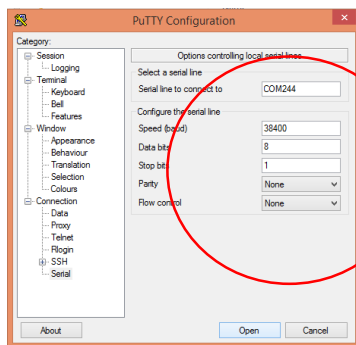 PuTTY Configuration
Category:
Session
Logging
Terminal
Keyboard
Bell
Features
Window
Appearance
Behaviour
Translation
Selection
Colours
Connection
Data
Proxy
Telnet
Rlogin
SSH
Serial
Options controlling local serial lines
Select a serial line
Serial line to connect to COM244
Configure the serial line
Speed (baud) 38400
Data bits 8
Stop bits 1
Parity None
Flow control None
About Open Cancel